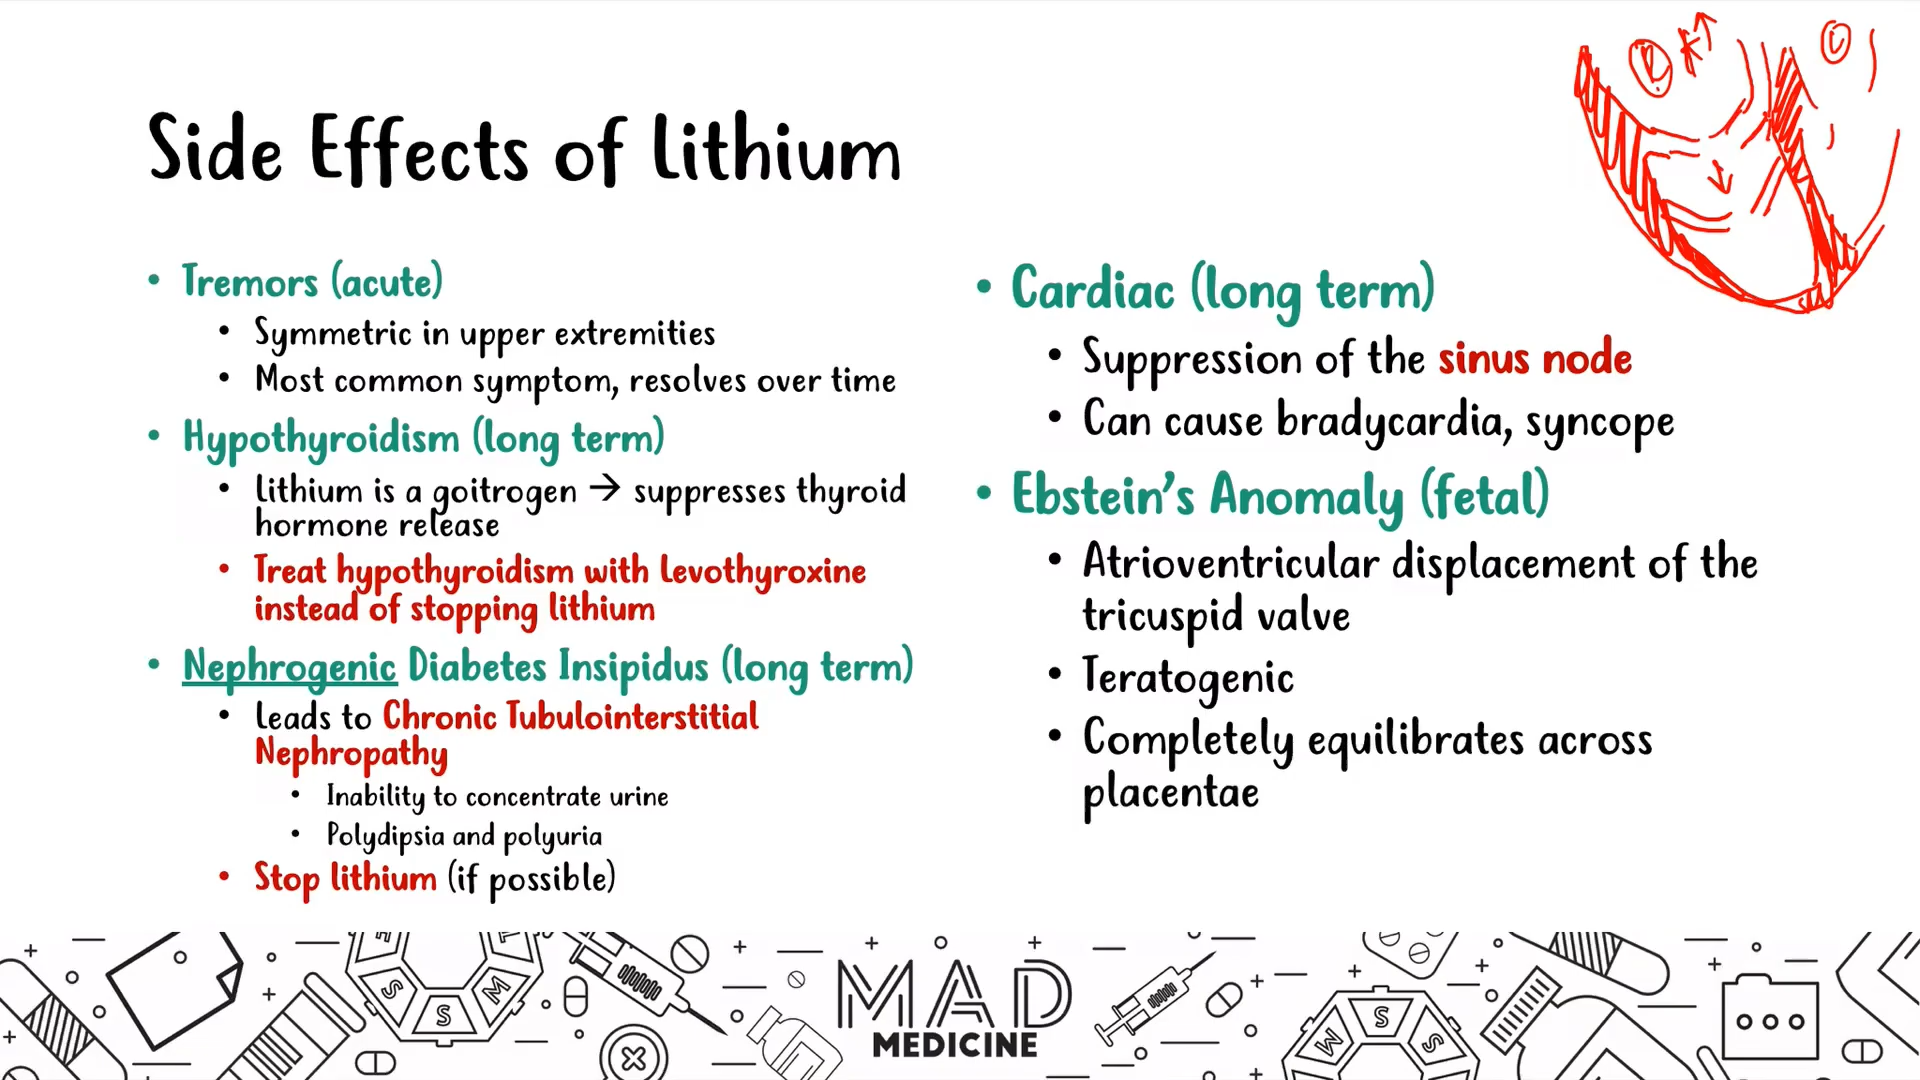 Side Effects of Lithium
• Tremors (acute)
• Symmetric in upper extremities
• Most common symptom, resolves over time
• Hypothyroidism (long term)
• Lithium is a goitrogen → suppresses thyroid
hormone release
• Treat hypothyroidism with Levothyroxine
instead of stopping lithium
• Nephrogenic Diabetes Insipidus (long term)
• Leads to Chronic Tubulointerstitial
Nephropathy
• Inability to concentrate urine
• Polydipsia and polyuria
• Stop lithium (if possible)
• Cardiac (long term)
• Suppression of the sinus node
• Can cause bradycardia, syncope
• Ebstein's Anomaly (fetal)
• Atrioventricular displacement of the
tricuspid valve
• Teratogenic
• Completely equilibrates across
placentae
S S M
MAD
MEDICINE
M S S